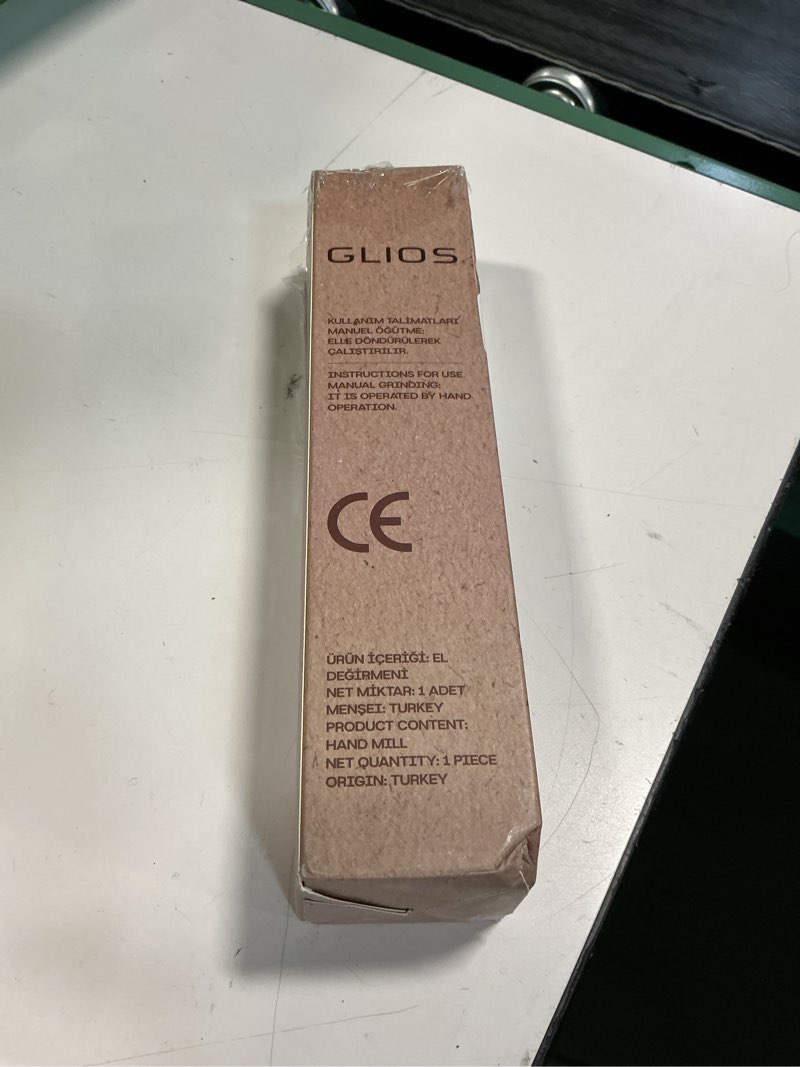 GLIOS
KULLANIM TALİMATLARI
MANUEL ÖĞÜTME:
ELLE DÖNDÜRÜLEREK
ÇALIŞTIRILIR.
INSTRUCTIONS FOR USE
MANUAL GRINDING;
IT IS OPERATED BY HAND
OPERATION.
CE
ÜRÜN İÇERİĞİ: EL
DEĞİRMENİ
NET MİKTAR: 1 ADET
MENŞEI: TURKEY
PRODUCT CONTENT:
HAND MILL
NET QUANTITY: 1 PIECE
ORIGIN: TURKEY